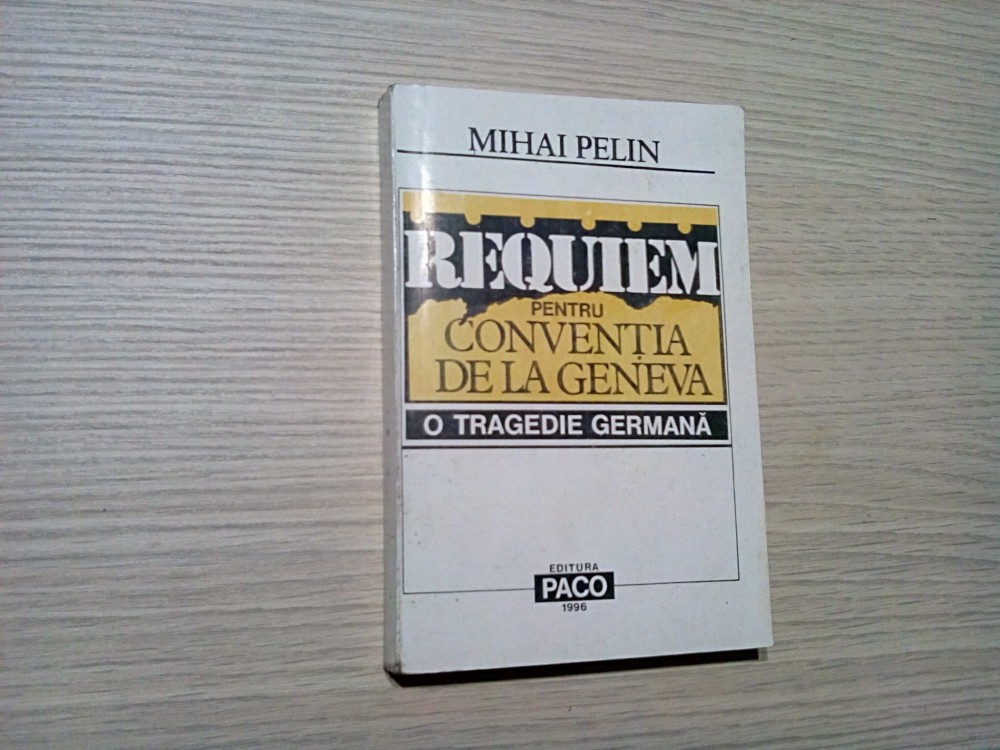 MIHAI PELIN
REQUIEM
PENTRU
CONVENȚIA
DE LA GENEVA
O TRAGEDIE GERMANĂ
EDITURA
PACO
1996